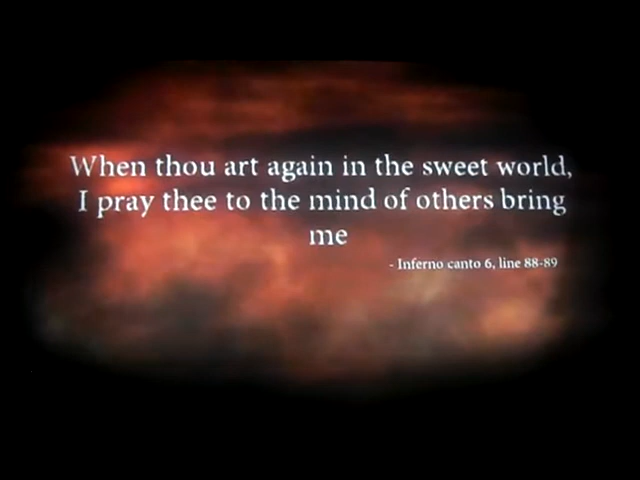 When thou art again in the sweet world,
I pray thee to the mind of others bring
me
- Inferno canto 6, line 88-89